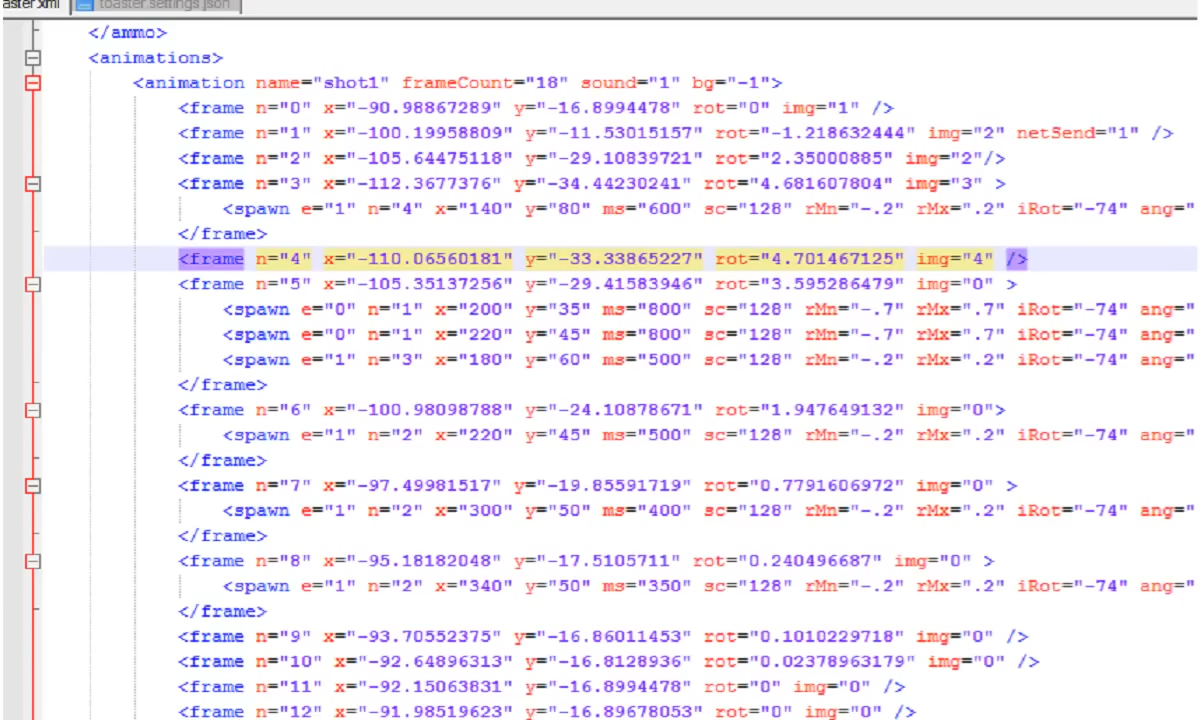 aster.xml toaster.settings.json
</ammo>
<animations>
<animation name="shot1" frameCount="18" sound="1" bg="-1">
<frame n="0" x="-90.98867289" y="-16.8994478" rot="0" img="1" />
<frame n="1" x="-100.19958809" y="-11.53015157" rot="-1.218632444" img="2" netSend="1" />
<frame n="2" x="-105.64475118" y="-29.10839721" rot="2.35000885" img="2"/>
<frame n="3" x="-112.3677376" y="-34.44230241" rot="4.681607804" img="3" >
<spawn e="1" n="4" x="140" y="80" ms="600" sc="128" rMn="-.2" rMx=".2" iRot="-74" ang="
</frame>
<frame n="4" x="-110.06560181" y="-33.33865227" rot="4.701467125" img="4" />
<frame n="5" x="-105.35137256" y="-29.41583946" rot="3.595286479" img="0" >
<spawn e="0" n="1" x="200" y="35" ms="800" sc="128" rMn="-.7" rMx=".7" iRot="-74" ang="
<spawn e="0" n="1" x="220" y="45" ms="800" sc="128" rMn="-.7" rMx=".7" iRot="-74" ang="
<spawn e="1" n="3" x="180" y="60" ms="500" sc="128" rMn="-.2" rMx=".2" iRot="-74" ang="
</frame>
<frame n="6" x="-100.98098788" y="-24.10878671" rot="1.947649132" img="0">
<spawn e="1" n="2" x="220" y="45" ms="500" sc="128" rMn="-.2" rMx=".2" iRot="-74" ang="
</frame>
<frame n="7" x="-97.49981517" y="-19.85591719" rot="0.7791606972" img="0" >
<spawn e="1" n="2" x="300" y="50" ms="400" sc="128" rMn="-.2" rMx=".2" iRot="-74" ang="
</frame>
<frame n="8" x="-95.18182048" y="-17.5105711" rot="0.240496687" img="0" >
<spawn e="1" n="2" x="340" y="50" ms="350" sc="128" rMn="-.2" rMx=".2" iRot="-74" ang="
</frame>
<frame n="9" x="-93.70552375" y="-16.86011453" rot="0.1010229718" img="0" />
<frame n="10" x="-92.64896313" y="-16.8128936" rot="0.02378963179" img="0" />
<frame n="11" x="-92.15063831" y="-16.8994478" rot="0" img="0" />
<frame n="12" x="-91.98519623" y="-16.89678053" rot="0" img="0" />